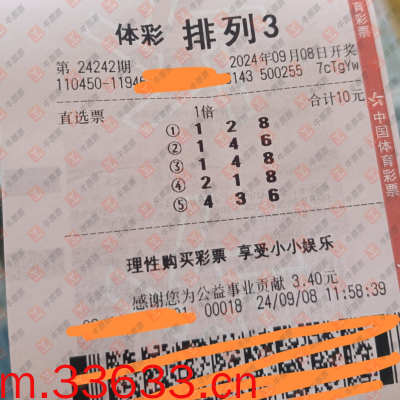 体彩 排列3
第 24242期 2024年09月08日开奖
110450-1194 3143 500255 7cTgYw
直选票 1倍 合计10元
① 1 2 8
② 1 4 6
③ 1 4 8
④ 2 1 8
⑤ 4 3 6
理性购买彩票 享受小小娱乐
感谢您为公益事业贡献 3.40元
01 00018 24/09/08 11:58:39
m.33633.cn
育彩票
中国体育彩票